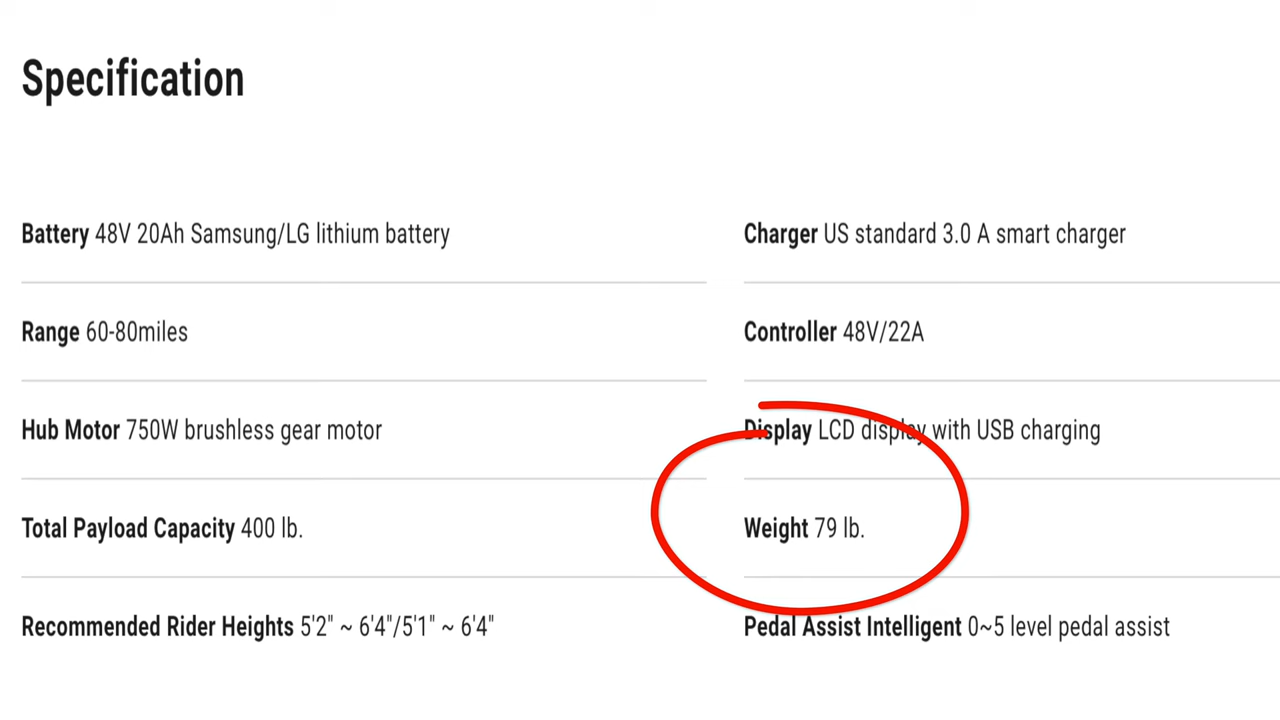 Specification
Battery 48V 20Ah Samsung/LG lithium battery
Charger US standard 3.0 A smart charger
Range 60-80miles
Controller 48V/22A
Hub Motor 750W brushless gear motor
Display LCD display with USB charging
Total Payload Capacity 400 lb.
Weight 79 lb.
Recommended Rider Heights 5'2" ~ 6'4"/5'1" ~ 6'4"
Pedal Assist Intelligent 0~5 level pedal assist